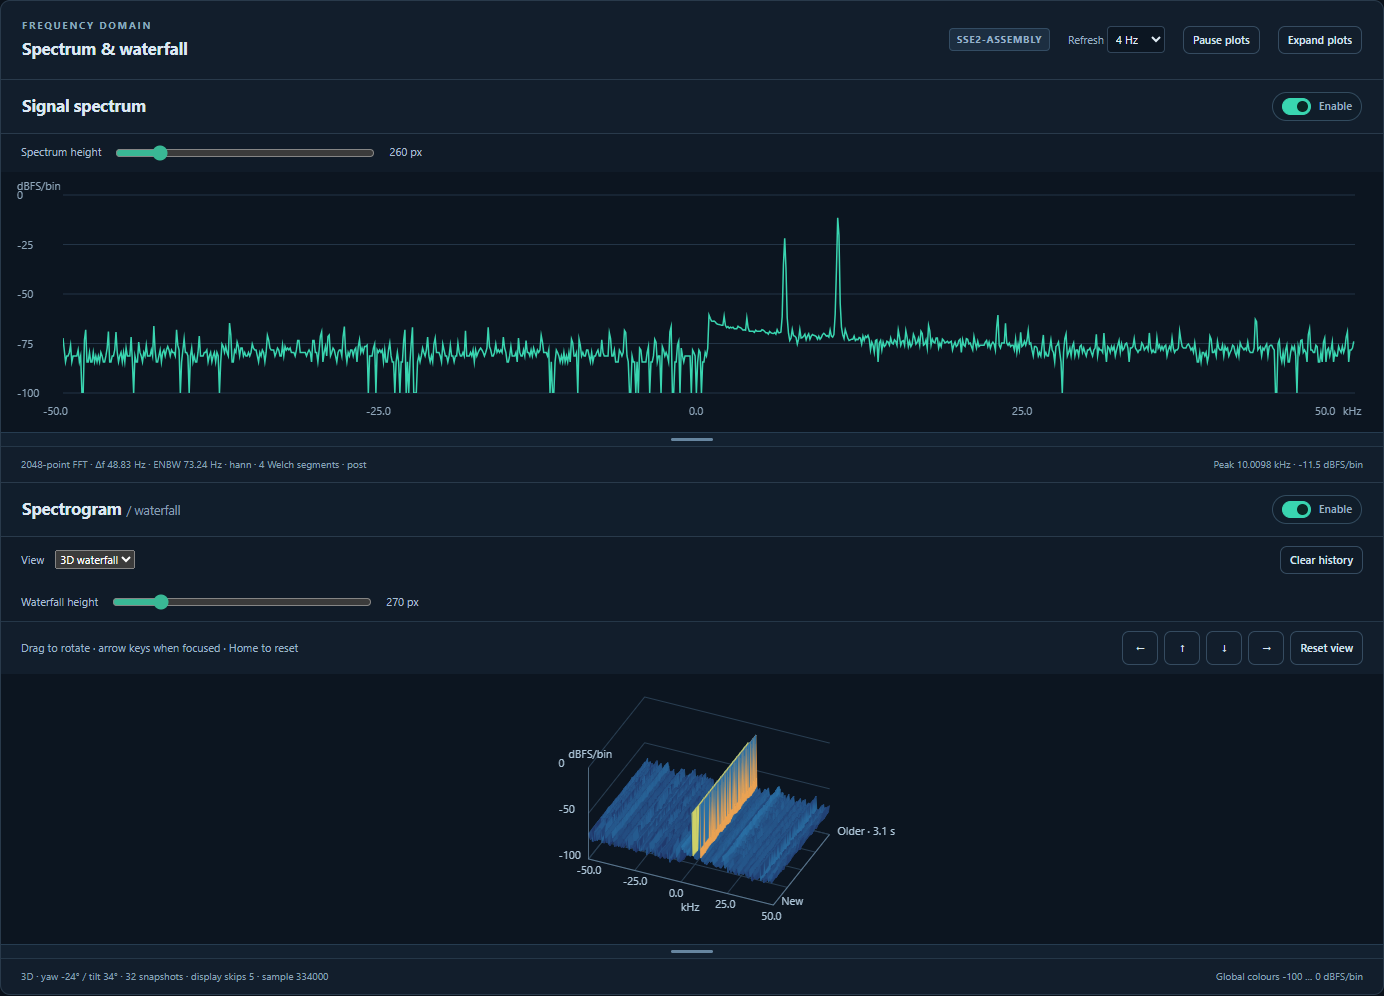 FREQUENCY DOMAIN
Spectrum & waterfall
SSE2-ASSEMBLY
Refresh
4 Hz
Pause plots
Expand plots
Signal spectrum
Enable
Spectrum height
260 px
dBFS/bin
0
-25
-50
-75
-100
-50.0
-25.0
0.0
25.0
50.0 kHz
2048-point FFT · Δf 48.83 Hz · ENBW 73.24 Hz · hann · 4 Welch segments · post
Peak 10.0098 kHz · -11.5 dBFS/bin
Spectrogram / waterfall
Enable
View
3D waterfall
Clear history
Waterfall height
270 px
Drag to rotate · arrow keys when focused · Home to reset
←
↑
↓
→
Reset view
dBFS/bin
0
-50
-100
-50.0
-25.0
0.0
25.0
50.0
kHz
Older · 3.1 s
New
3D · yaw -24° / tilt 34° · 32 snapshots · display skips 5 · sample 334000
Global colours -100 … 0 dBFS/bin